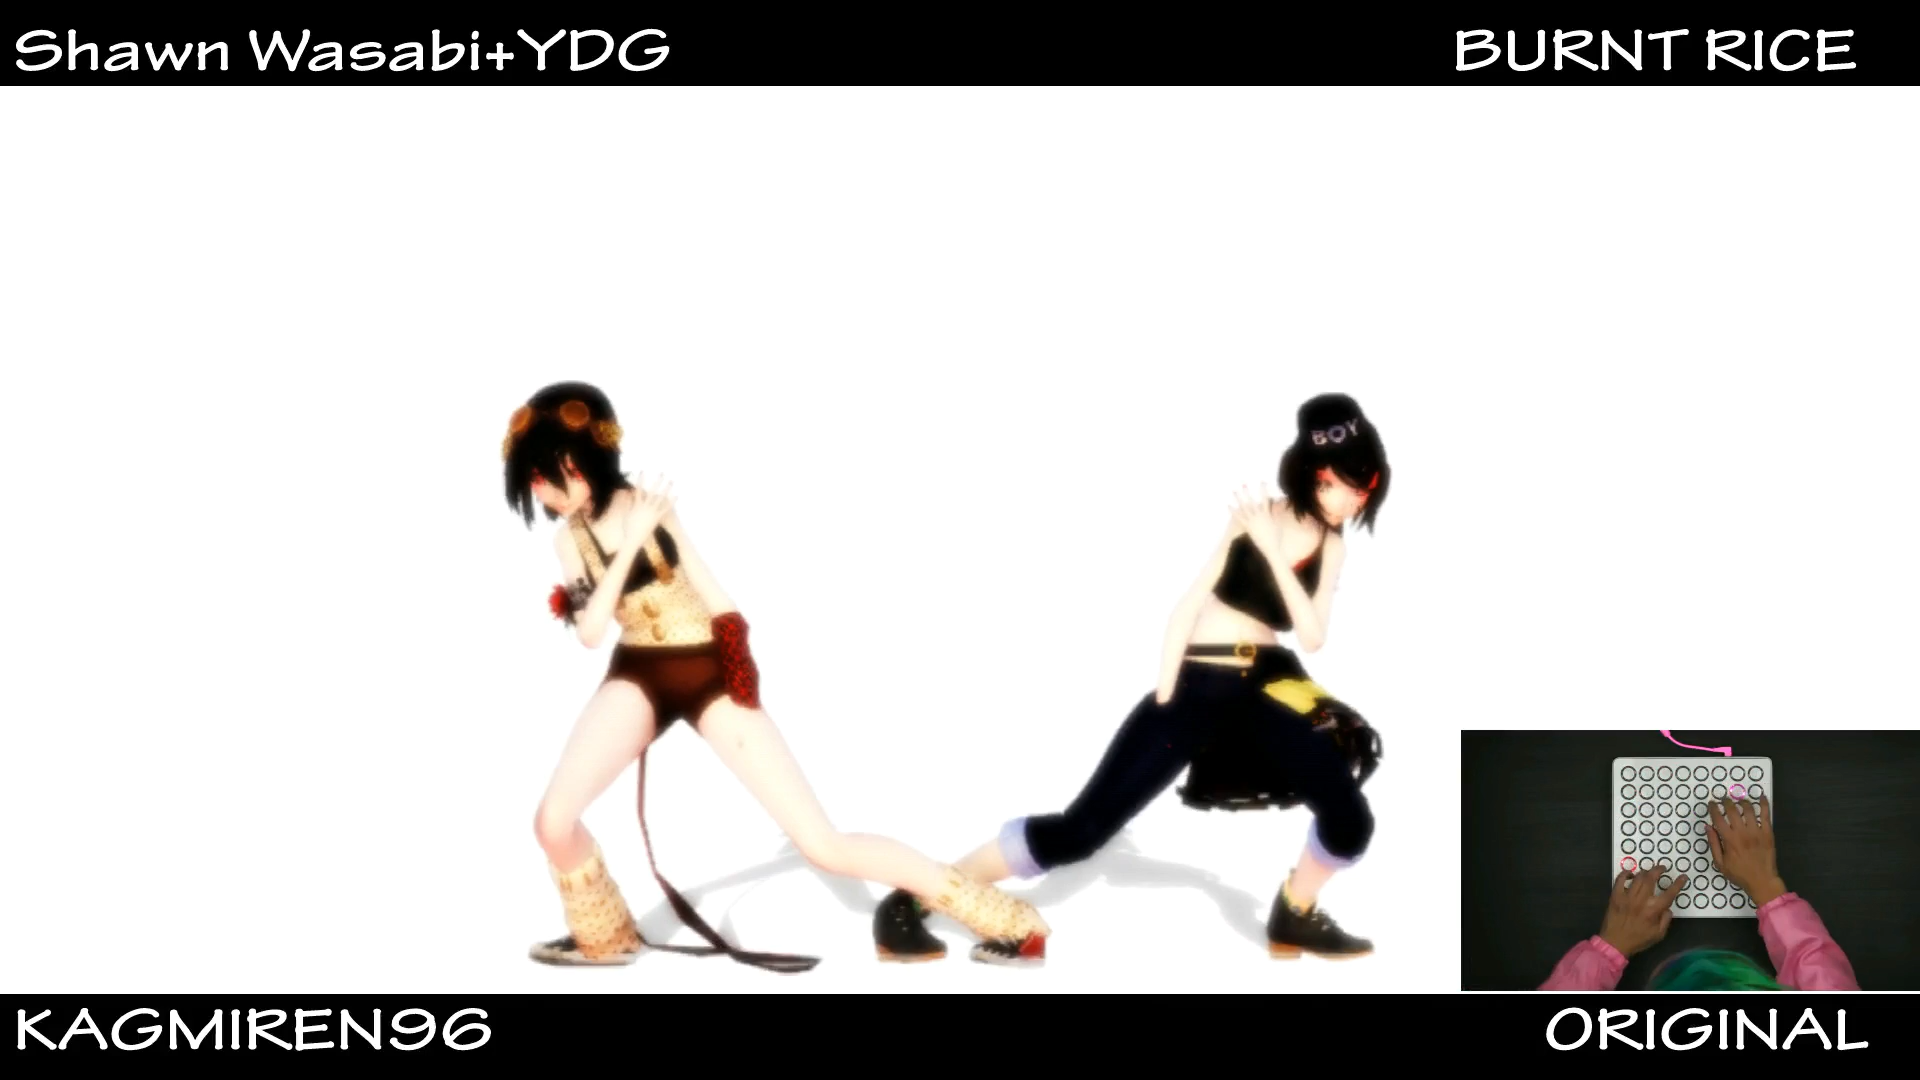 Shawn Wasabi+YDG
BURNT RICE
BOY
KAGMIREN96
ORIGINAL